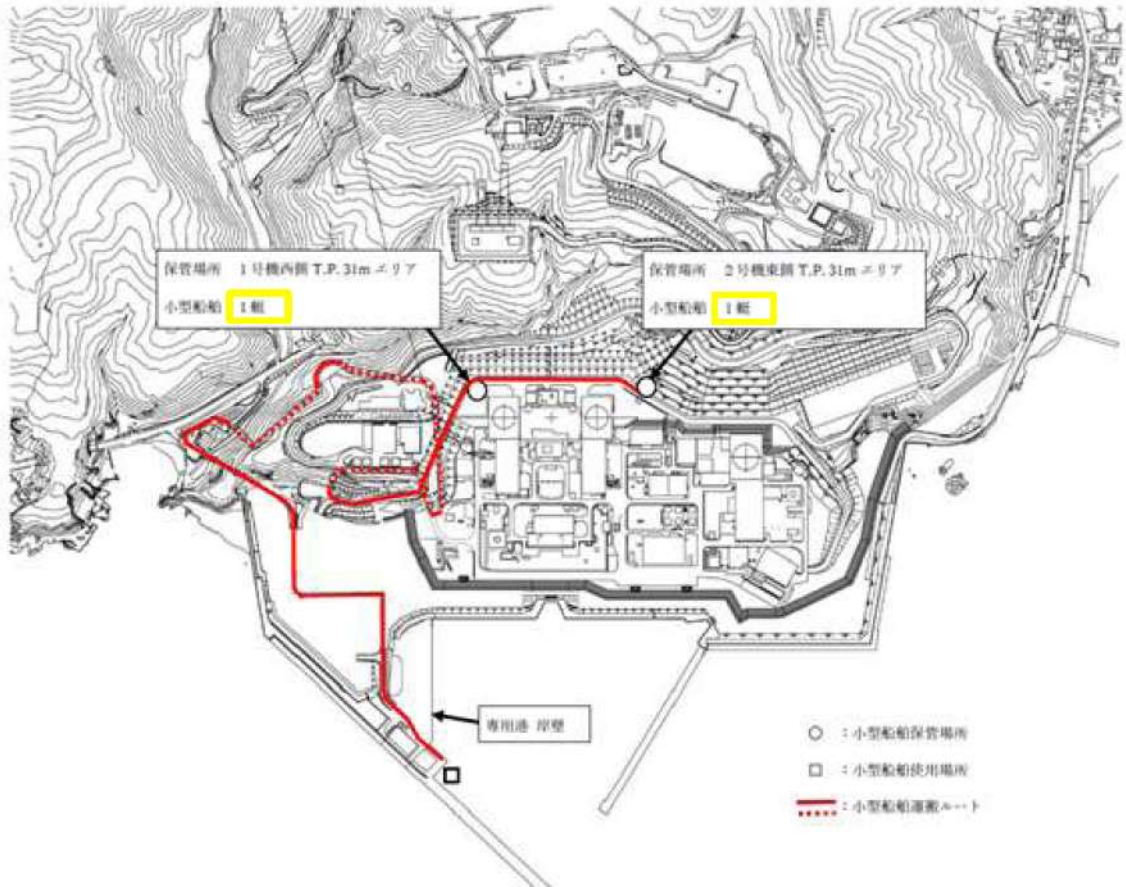 保管場所 1号機西側 T.P. 31m エリア
小型船舶 1艇
保管場所 2号機東側 T.P. 31m エリア
小型船舶 1艇
専用港 岸壁
○ :小型船舶保管場所
□ :小型船舶使用場所
:小型船舶運搬ルート